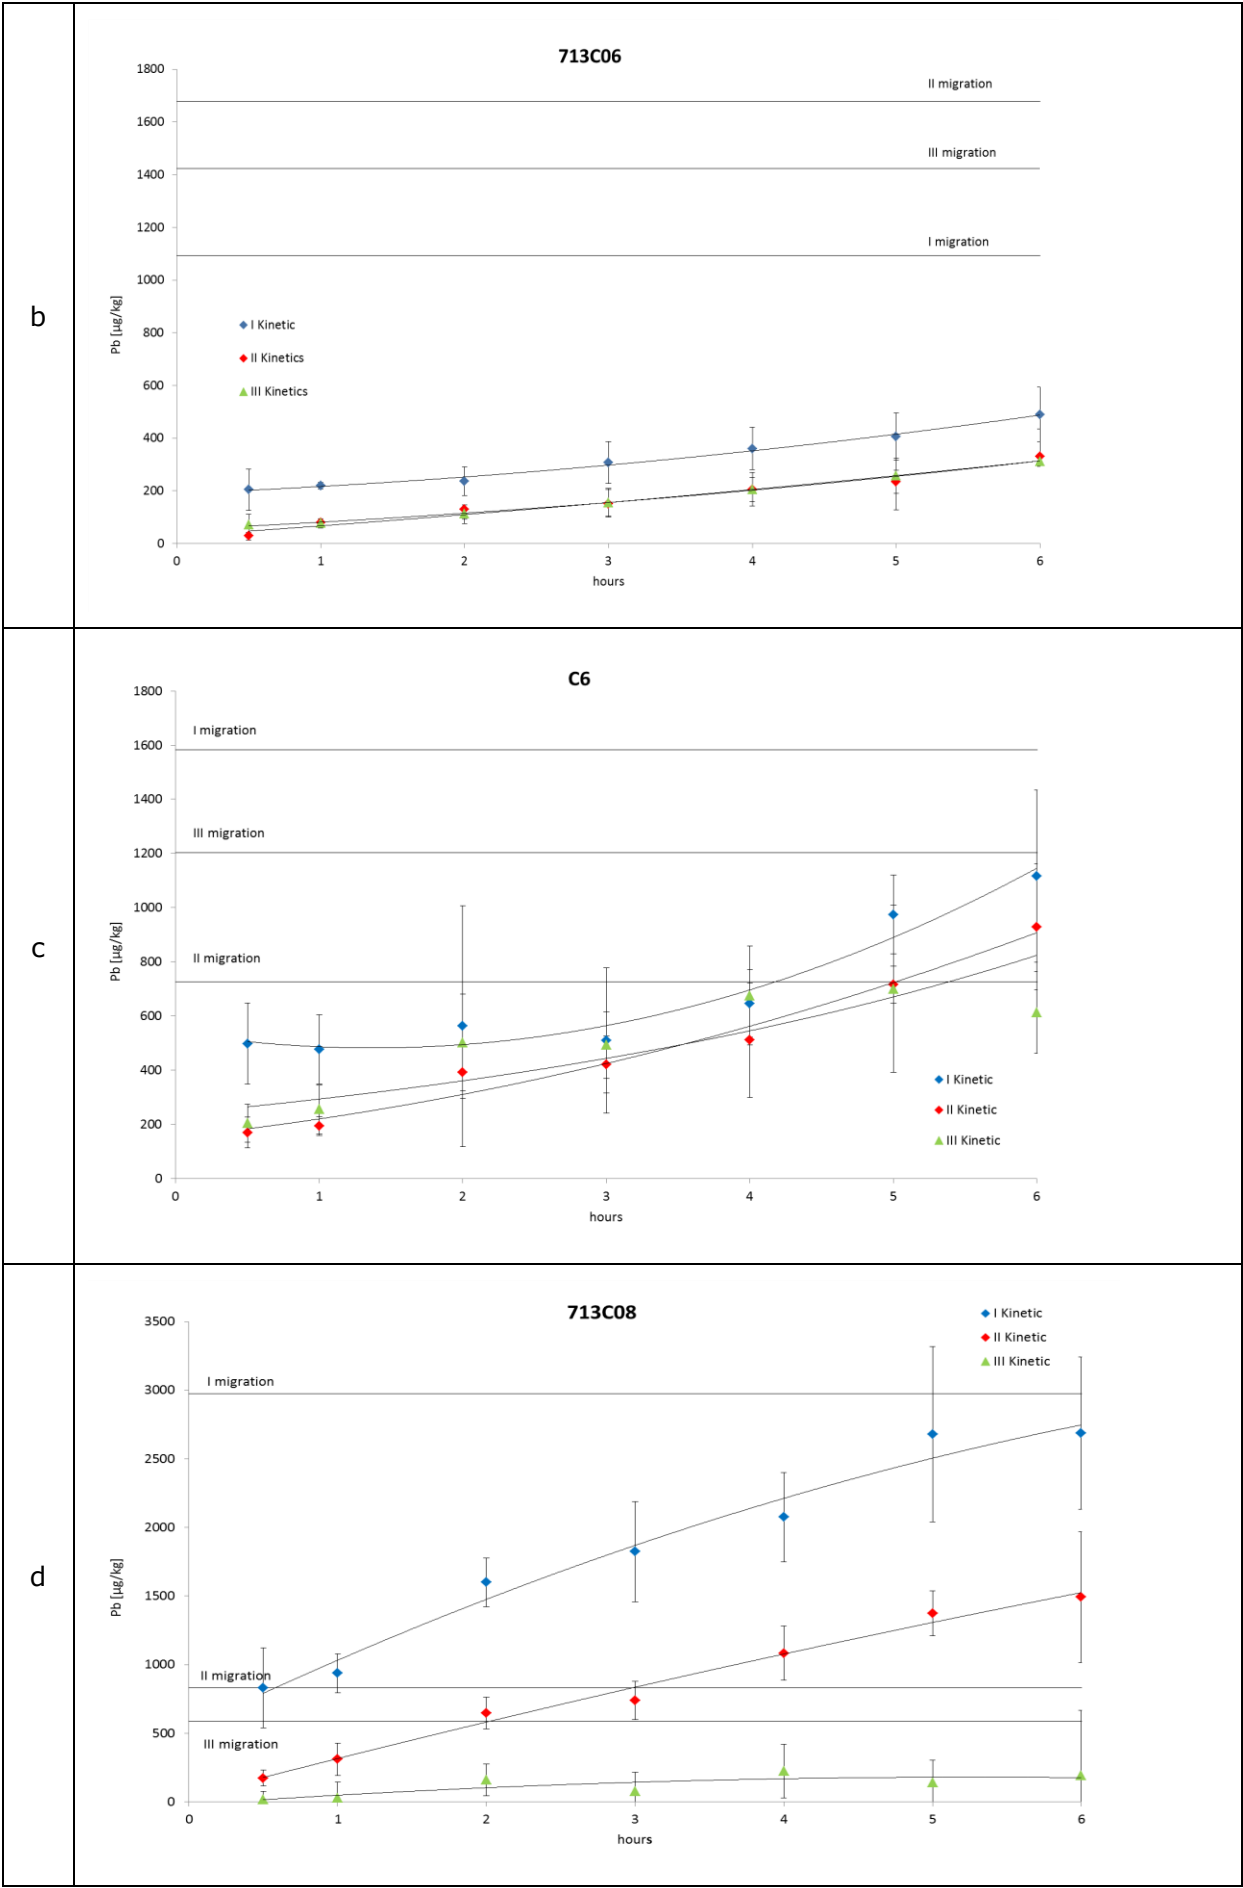 b
713C06
1800
II migration
1600
III migration
1400
1200
I migration
1000
Pb [µg/kg]
I Kinetic
800
II Kinetics
600
III Kinetics
400
200
0
0 1 2 3 4 5 6
hours
c
C6
1800
I migration
1600
1400
III migration
1200
1000
Pb [µg/kg]
II migration
800
600
400
I Kinetic
II Kinetic
200
III Kinetic
0
0 1 2 3 4 5 6
hours
d
713C08
I Kinetic
II Kinetic
III Kinetic
3500
I migration
3000
2500
2000
Pb [µg/kg]
1500
1000
II migration
500
III migration
0
0 1 2 3 4 5 6
hours